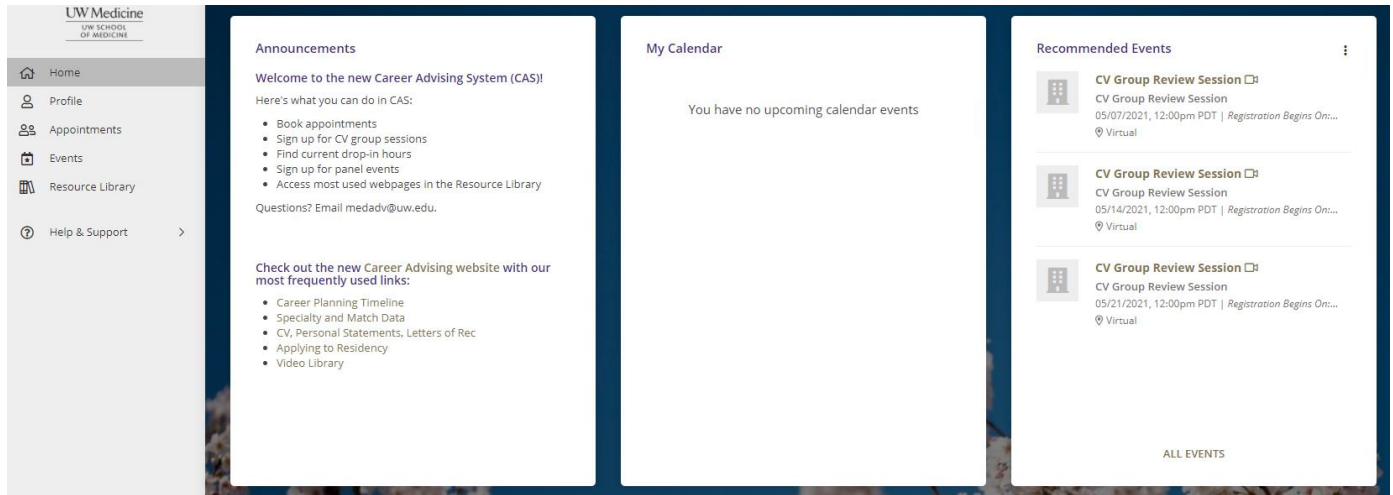 UW Medicine
UW SCHOOL
OF MEDICINE
Home
Profile
Appointments
Events
Resource Library
Help & Support
Announcements
Welcome to the new Career Advising System (CAS)!
Here's what you can do in CAS:
Book appointments
Sign up for CV group sessions
Find current drop-in hours
Sign up for panel events
Access most used webpages in the Resource Library
Questions? Email medadv@uw.edu.
Check out the new Career Advising website with our
most frequently used links:
Career Planning Timeline
Specialty and Match Data
CV, Personal Statements, Letters of Rec
Applying to Residency
Video Library
My Calendar
You have no upcoming calendar events
Recommended Events
CV Group Review Session
CV Group Review Session
05/07/2021, 12:00pm PDT | Registration Begins On:...
Virtual
CV Group Review Session
CV Group Review Session
05/14/2021, 12:00pm PDT | Registration Begins On:...
Virtual
CV Group Review Session
CV Group Review Session
05/21/2021, 12:00pm PDT | Registration Begins On:...
Virtual
ALL EVENTS